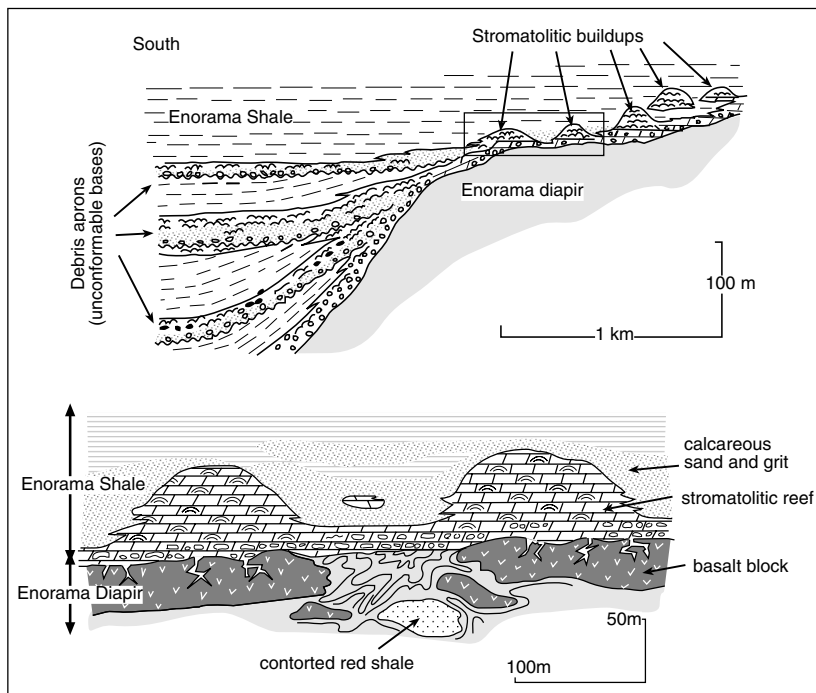 South
Stromatolitic buildups
Enorama Shale
Enorama diapir
Debris aprons
(unconformable bases)
100 m
1 km
calcareous
sand and grit
Enorama Shale
stromatolitic reef
basalt block
Enorama Diapir
50m
contorted red shale
100m